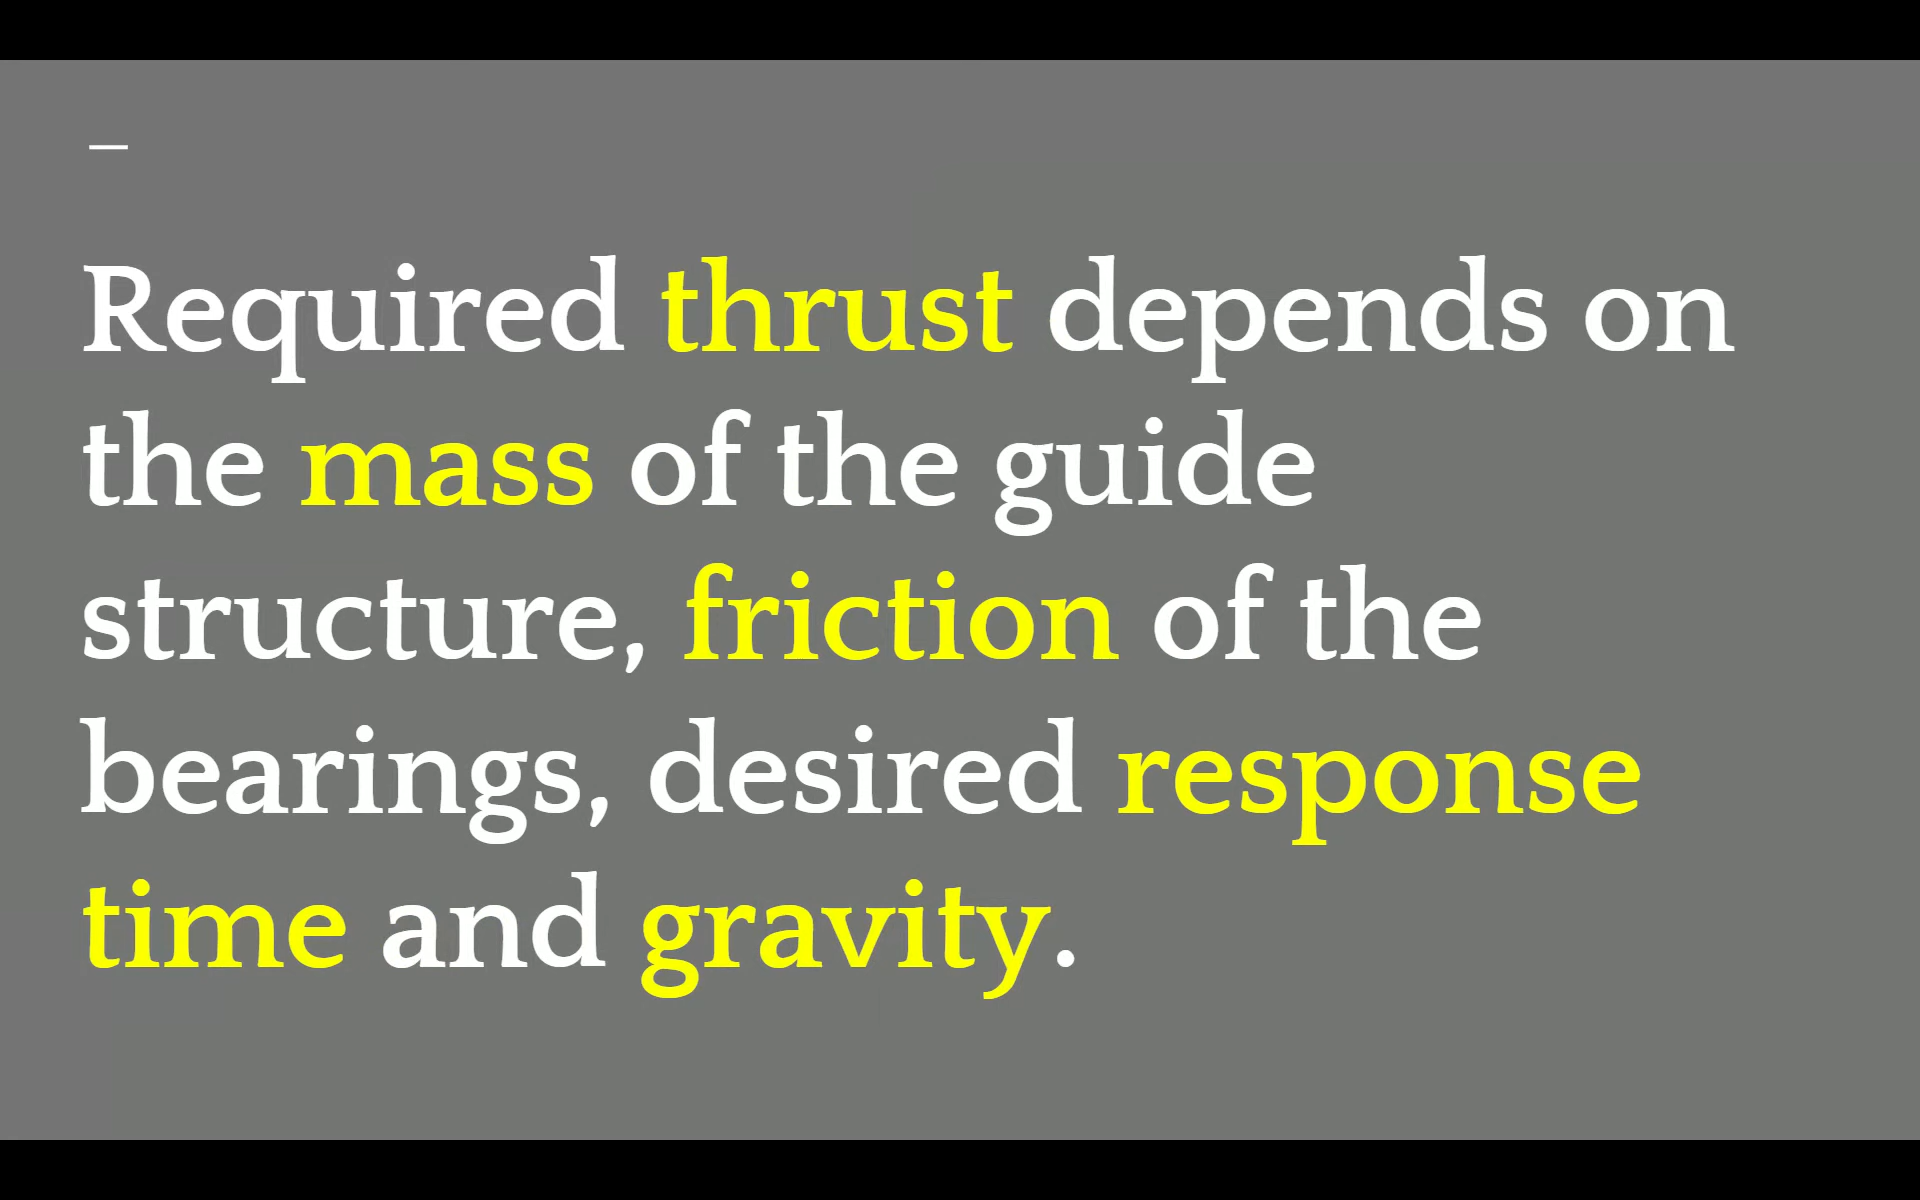 Required thrust depends on
the mass of the guide
structure, friction of the
bearings, desired response
time and gravity.